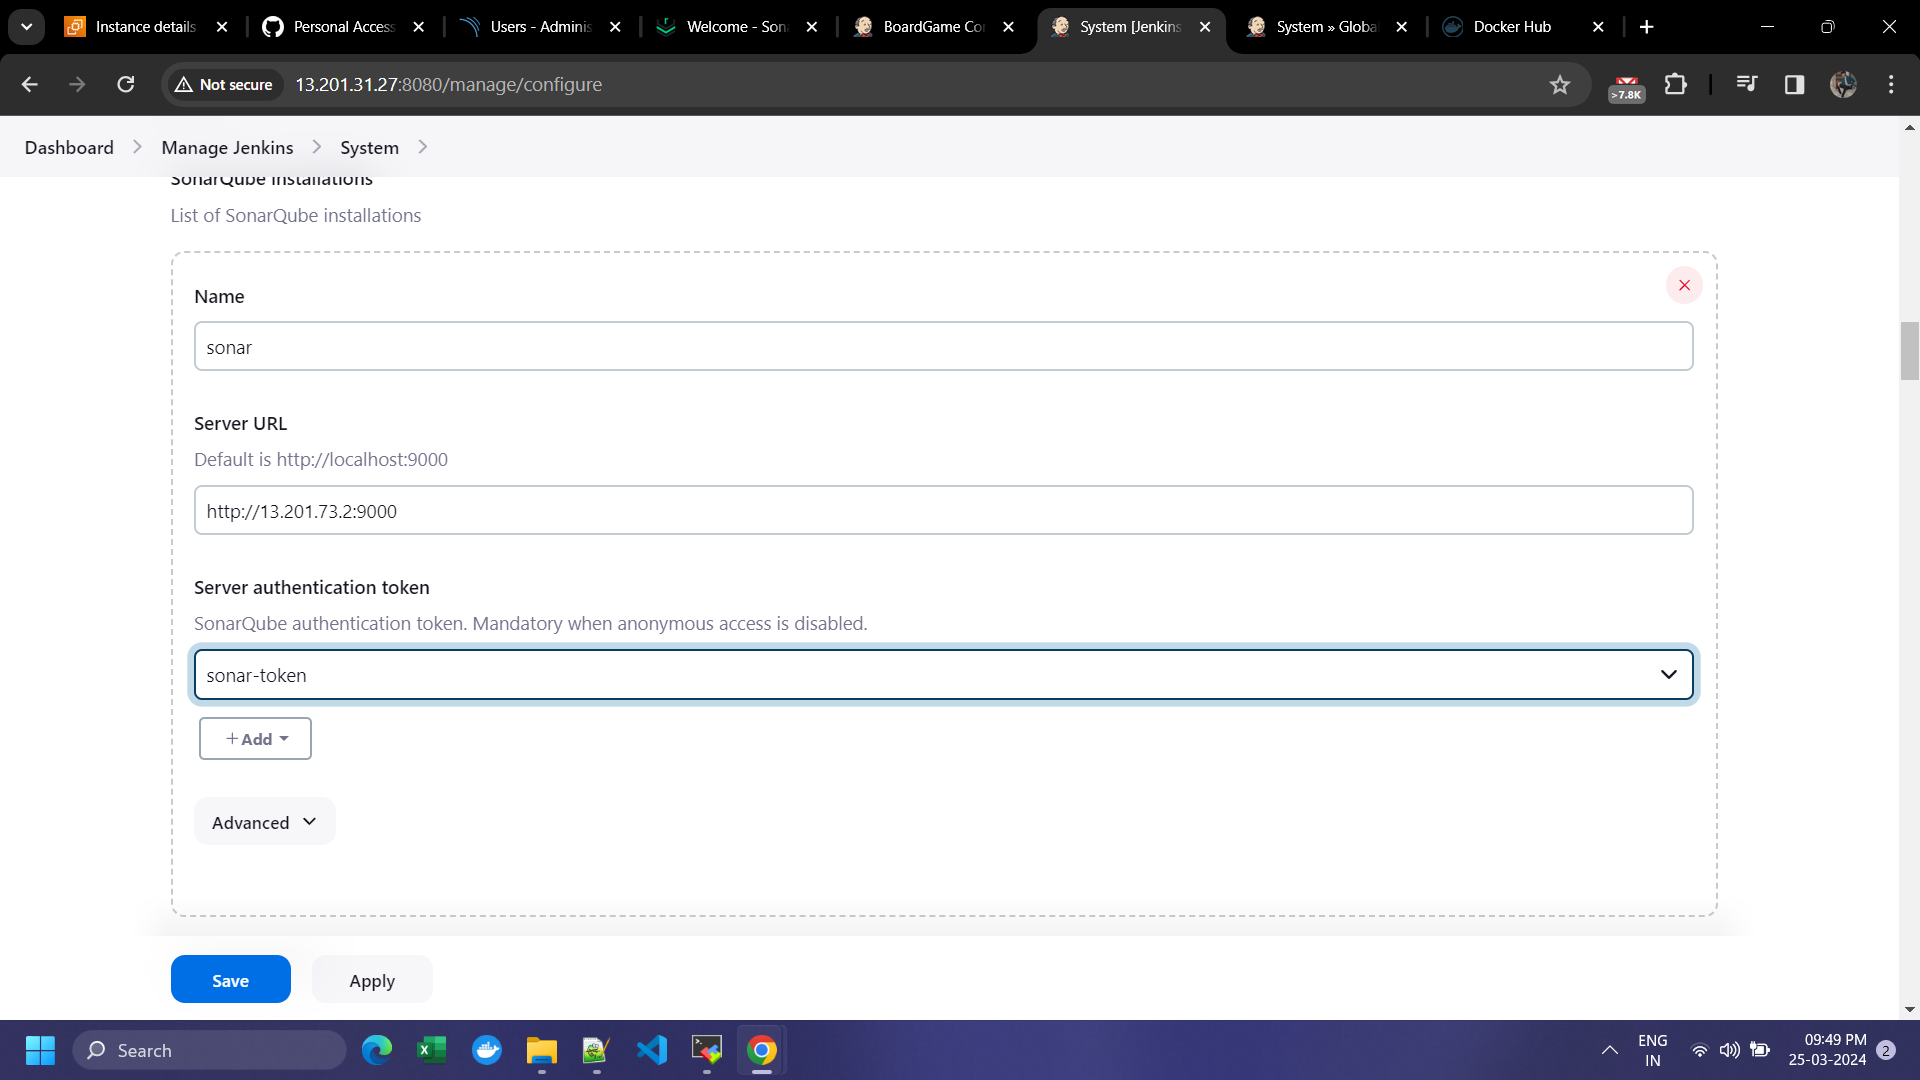 Instance details
Personal Access
Users - Adminis
Welcome - Son
BoardGame Co
System [Jenkins
System » Globa
Docker Hub
Not secure
13.201.31.27:8080/manage/configure
>7.8K
Dashboard
Manage Jenkins
System
SonarQube installations
List of SonarQube installations
Name
sonar
Server URL
Default is http://localhost:9000
http://13.201.73.2:9000
Server authentication token
SonarQube authentication token. Mandatory when anonymous access is disabled.
sonar-token
+ Add
Advanced
Save
Apply
Search
ENG
IN
09:49 PM
25-03-2024
2